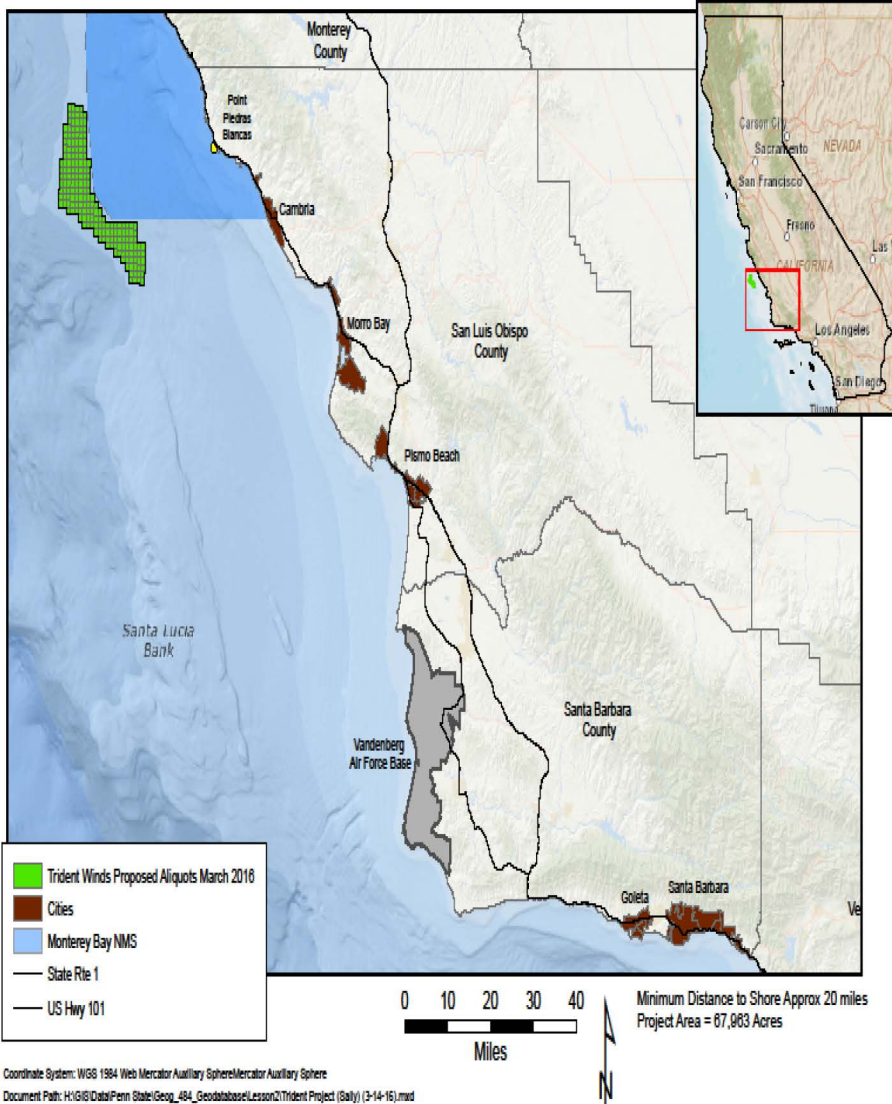 Monterey
County
Point
Piedras
Blancas
Cambria
Morro Bay
San Luis Obispo
County
Pismo Beach
Santa Lucia
Bank
Vandenberg
Air Force Base
Santa Barbara
County
Goleta
Santa Barbara
Ve
Carson City
NEVADA
Sacramento
San Francisco
Fresno
Las
CALIFORNIA
Los Angeles
San Diego
Tijuana
Trident Winds Proposed Aliquots March 2016
Cities
Monterey Bay NMS
State Rte 1
US Hwy 101
0 10 20 30 40
Miles
N
Minimum Distance to Shore Approx 20 miles
Project Area = 67,963 Acres
Coordinate System: WGS 1984 Web Mercator Auxiliary SphereMercator Auxiliary Sphere
Document Path: H:\GIS\Data\Penn State\Geog_484_Geodatabase\Lesson2\Trident Project (Sally) (3-14-16).mxd